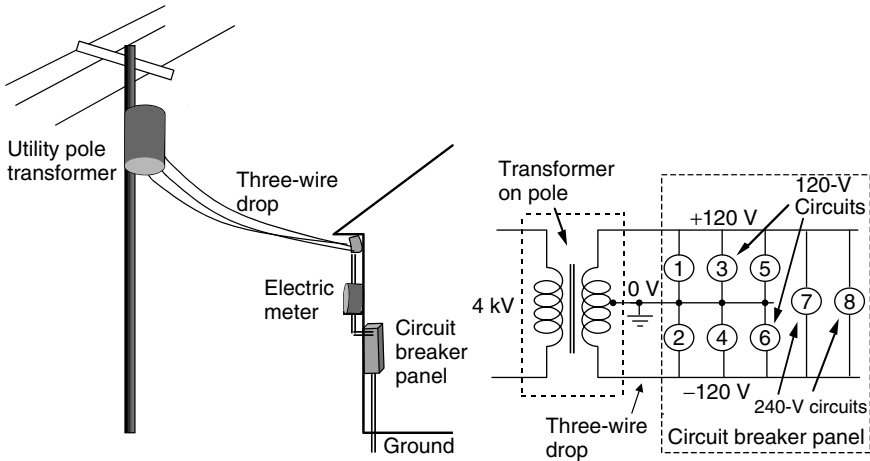 Utility pole
transformer
Three-wire
drop
Electric
meter
Circuit
breaker
panel
Ground
Transformer
on pole
120-V
Circuits
+120 V
1
3
5
4 kV
0 V
7
8
2
4
6
−120 V
240-V circuits
Three-wire
drop
Circuit breaker panel